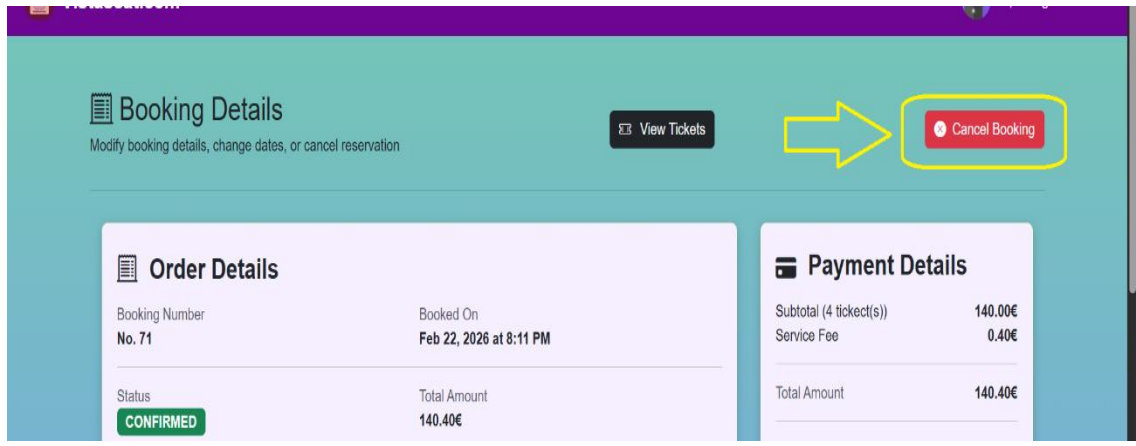 Booking Details
View Tickets
Cancel Booking
Modify booking details, change dates, or cancel reservation
Order Details
Booking Number
Booked On
No. 71
Feb 22, 2026 at 8:11 PM
Status
Total Amount
CONFIRMED
140.40€
Payment Details
Subtotal (4 tickect(s)) 140.00€
Service Fee 0.40€
Total Amount 140.40€